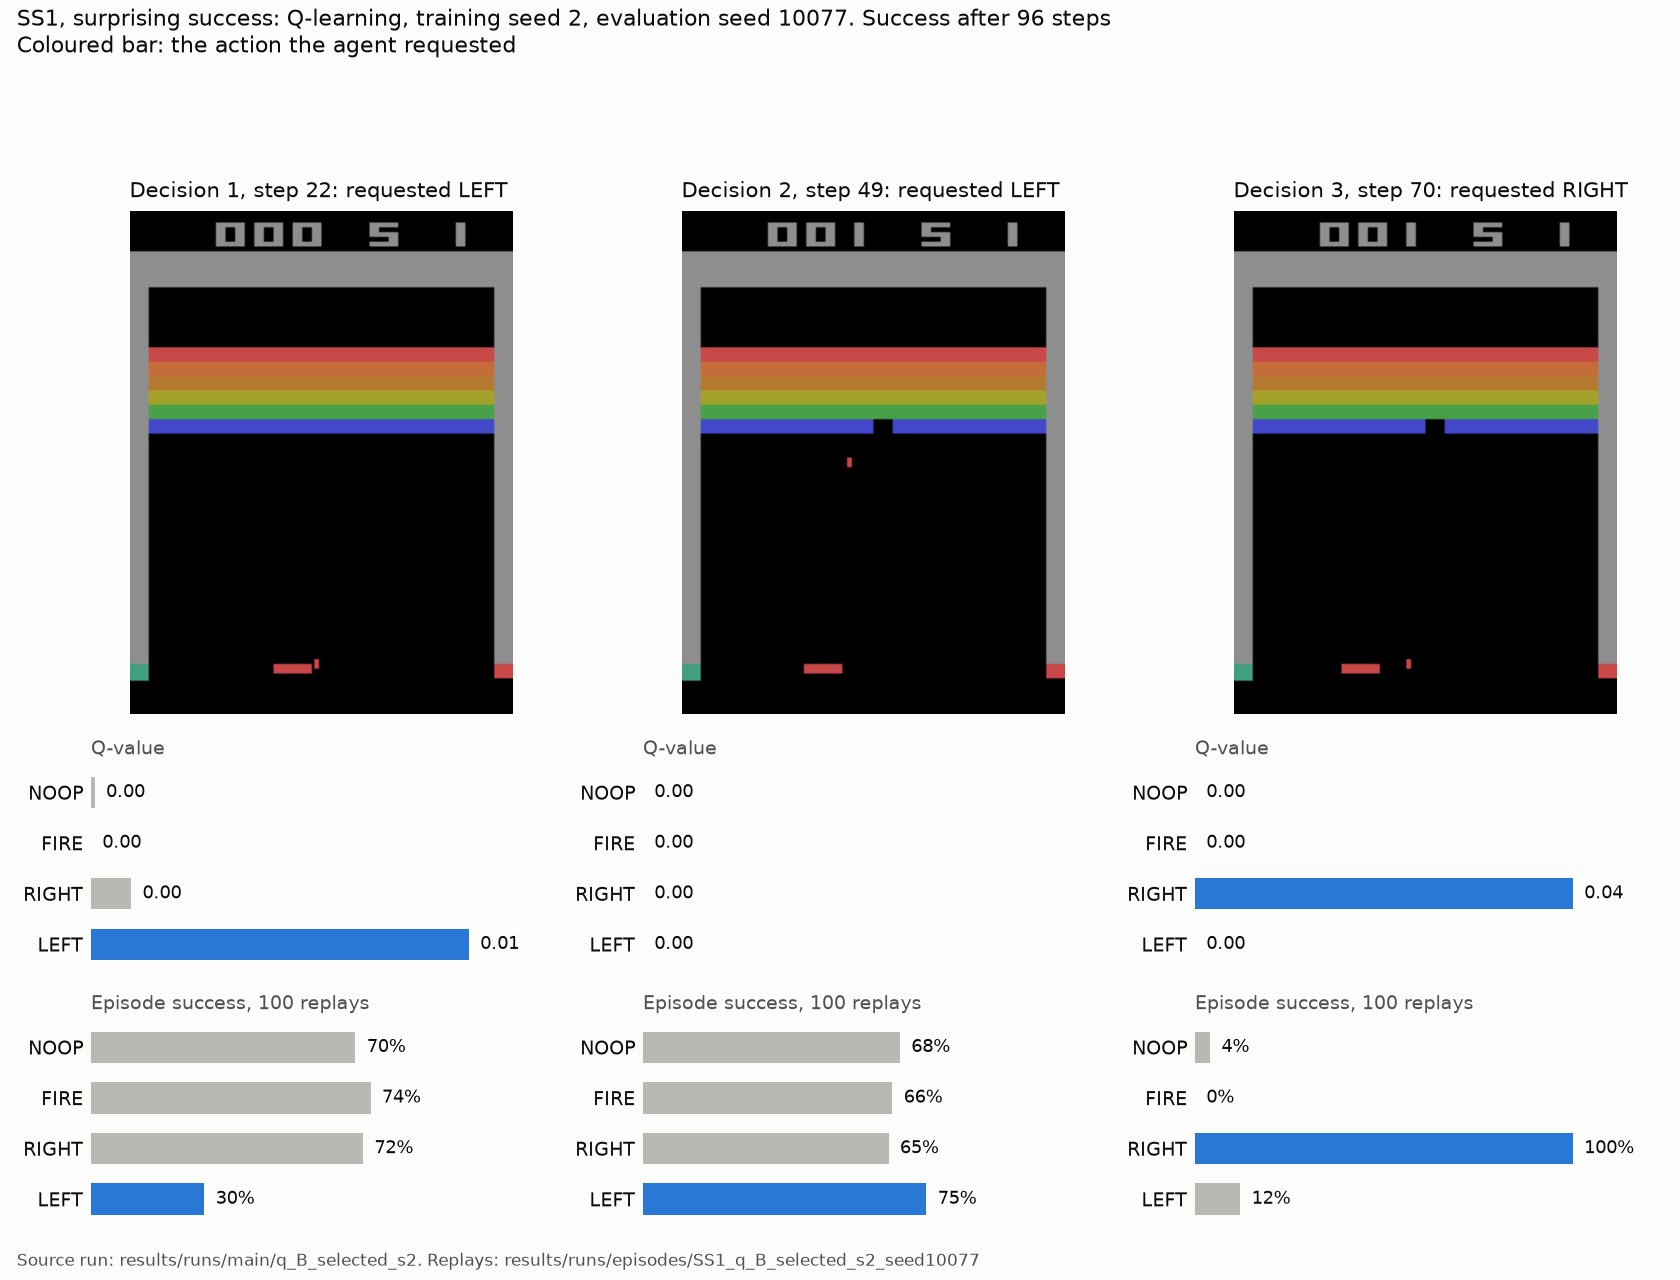 SS1, surprising success: Q-learning, training seed 2, evaluation seed 10077. Success after 96 steps
Coloured bar: the action the agent requested
Decision 1, step 22: requested LEFT
000 5 1
Q-value
NOOP 0.00
FIRE 0.00
RIGHT 0.00
LEFT 0.01
Episode success, 100 replays
NOOP 70%
FIRE 74%
RIGHT 72%
LEFT 30%
Decision 2, step 49: requested LEFT
001 5 1
Q-value
NOOP 0.00
FIRE 0.00
RIGHT 0.00
LEFT 0.00
Episode success, 100 replays
NOOP 68%
FIRE 66%
RIGHT 65%
LEFT 75%
Decision 3, step 70: requested RIGHT
001 5 1
Q-value
NOOP 0.00
FIRE 0.00
RIGHT 0.04
LEFT 0.00
Episode success, 100 replays
NOOP 4%
FIRE 0%
RIGHT 100%
LEFT 12%
Source run: results/runs/main/q_B_selected_s2. Replays: results/runs/episodes/SS1_q_B_selected_s2_seed10077